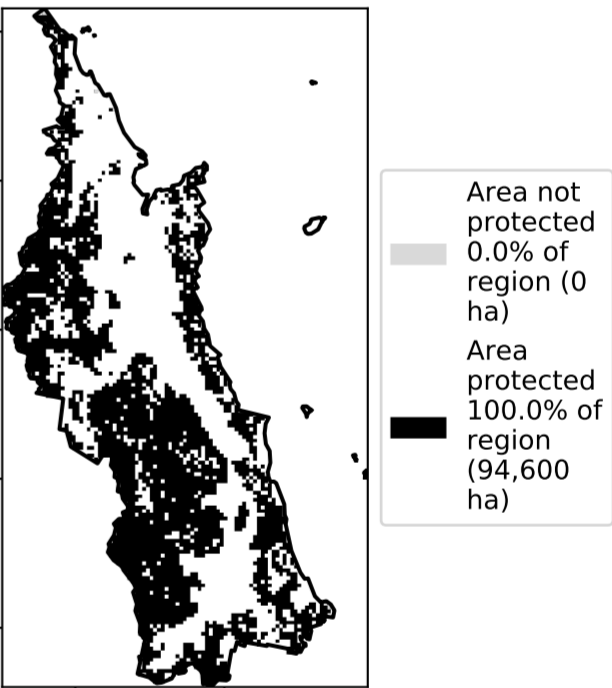 Area not
protected
0.0% of
region (0
ha)
Area
protected
100.0% of
region
(94,600
ha)